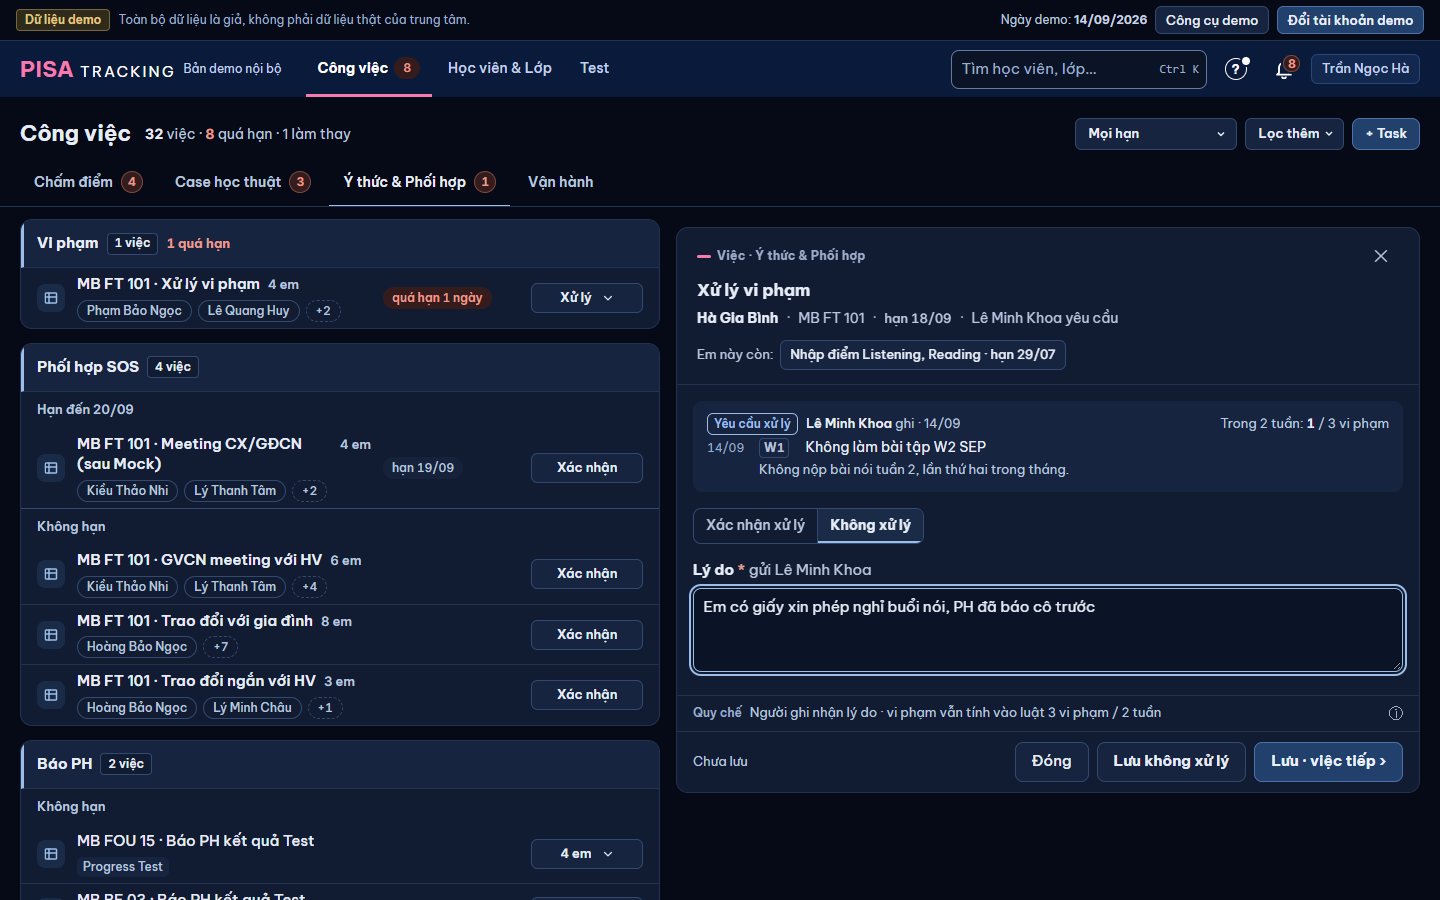 Dữ liệu demo Toàn bộ dữ liệu là giả, không phải dữ liệu thật của trung tâm. Ngày demo: 14/09/2026 Công cụ demo Đổi tài khoản demo
PISA TRACKING Bản demo nội bộ Công việc 8 Học viên & Lớp Test Tìm học viên, lớp... Ctrl K ? 8 Trần Ngọc Hà
Công việc 32 việc · 8 quá hạn · 1 làm thay Mọi hạn Lọc thêm + Task
Chấm điểm 4 Case học thuật 3 Ý thức & Phối hợp 1 Vận hành
Vi phạm 1 việc 1 quá hạn
MB FT 101 · Xử lý vi phạm 4 em
Phạm Bảo Ngọc Lê Quang Huy +2
quá hạn 1 ngày
Xử lý
Phối hợp SOS 4 việc
Hạn đến 20/09
MB FT 101 · Meeting CX/GĐCN (sau Mock) 4 em
Kiều Thảo Nhi Lý Thanh Tâm +2
hạn 19/09
Xác nhận
Không hạn
MB FT 101 · GVCN meeting với HV 6 em
Kiều Thảo Nhi Lý Thanh Tâm +4
Xác nhận
MB FT 101 · Trao đổi với gia đình 8 em
Hoàng Bảo Ngọc +7
Xác nhận
MB FT 101 · Trao đổi ngắn với HV 3 em
Hoàng Bảo Ngọc Lý Minh Châu +1
Xác nhận
Báo PH 2 việc
Không hạn
MB FOU 15 · Báo PH kết quả Test
Progress Test
4 em
MB BF 03 · Báo PH kết quả Test
Việc · Ý thức & Phối hợp
Xử lý vi phạm
Hà Gia Bình · MB FT 101 · hạn 18/09 · Lê Minh Khoa yêu cầu
Em này còn: Nhập điểm Listening, Reading · hạn 29/07
Yêu cầu xử lý Lê Minh Khoa ghi · 14/09 Trong 2 tuần: 1 / 3 vi phạm
14/09 W1 Không làm bài tập W2 SEP
Không nộp bài nói tuần 2, lần thứ hai trong tháng.
Xác nhận xử lý Không xử lý
Lý do * gửi Lê Minh Khoa
Em có giấy xin phép nghỉ buổi nói, PH đã báo cô trước
Quy chế Người ghi nhận lý do · vi phạm vẫn tính vào luật 3 vi phạm / 2 tuần
Chưa lưu Đóng Lưu không xử lý Lưu · việc tiếp ›